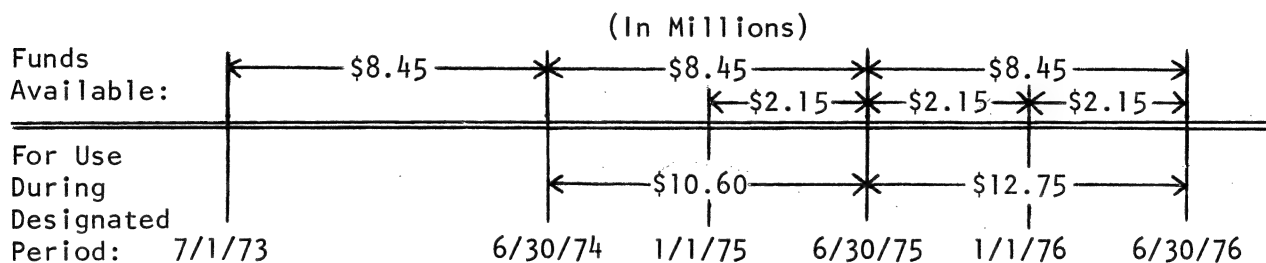 (In Millions)
Funds
Available:
$8.45 $8.45 $8.45
$2.15 $2.15 $2.15
For Use
During
Designated
Period:
$10.60 $12.75
7/1/73 6/30/74 1/1/75 6/30/75 1/1/76 6/30/76